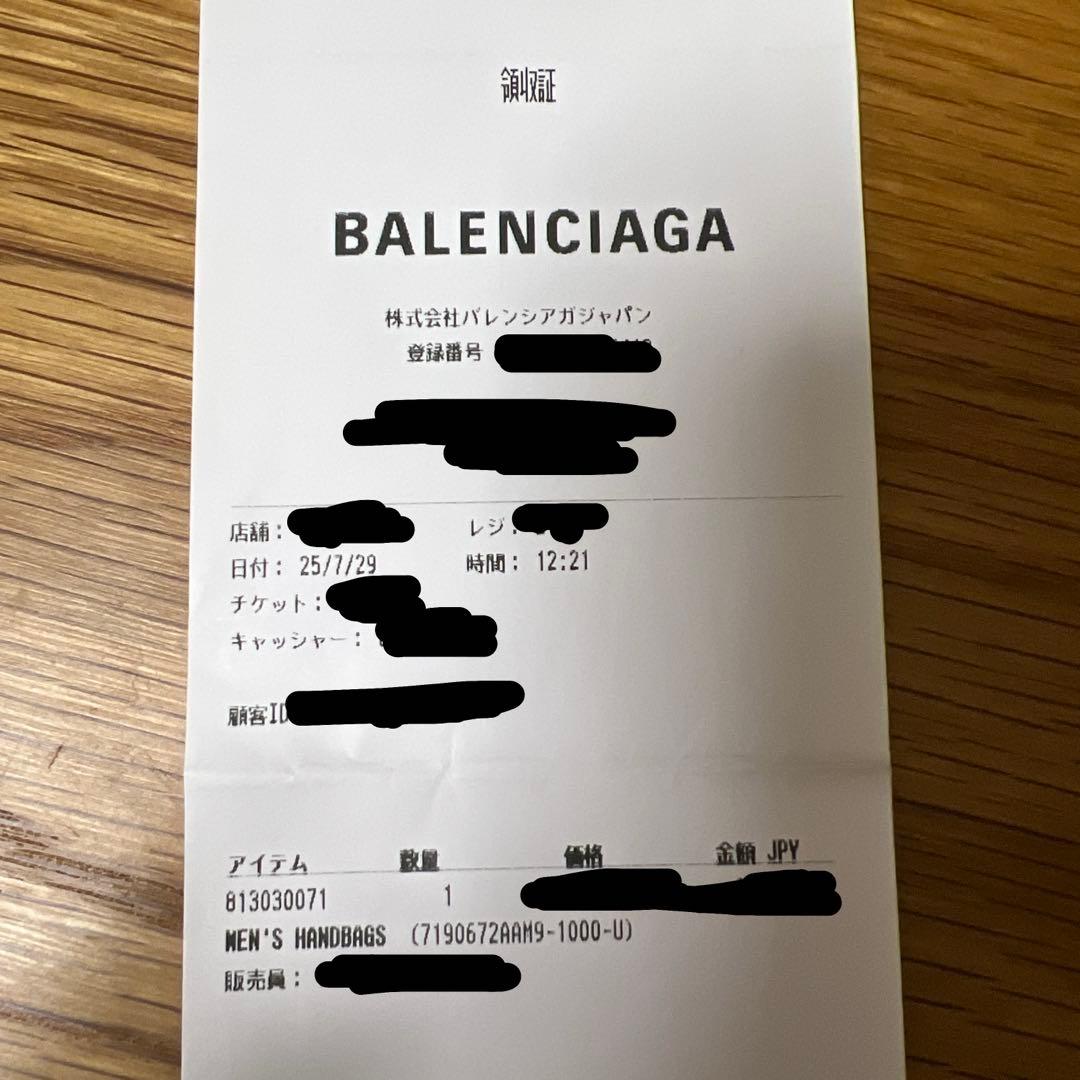 領収証
BALENCIAGA
株式会社バレンシアガジャパン
登録番号
店舗： レジ：
日付： 25/7/29 時間： 12:21
チケット：
キャッシャー：
顧客ID
アイテム 数量 価格 金額 JPY
813030071 1
MEN'S HANDBAGS (7190672AAM9-1000-U)
販売員：